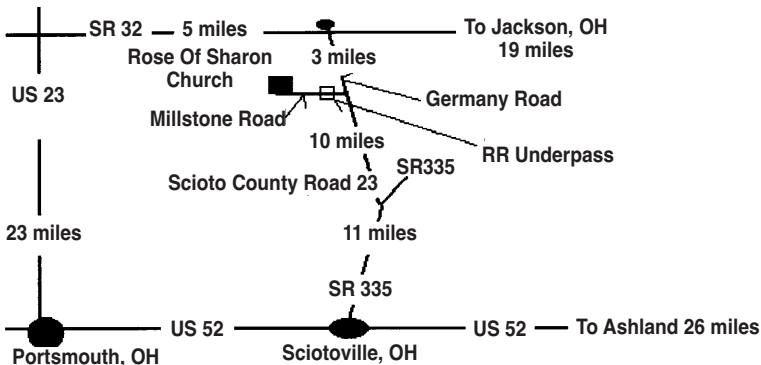 SR 32
5 miles
To Jackson, OH
19 miles
Rose Of Sharon
Church
3 miles
US 23
Germany Road
Millstone Road
10 miles
RR Underpass
SR335
Scioto County Road 23
23 miles
11 miles
SR 335
US 52
US 52
To Ashland 26 miles
Portsmouth, OH
Sciotoville, OH